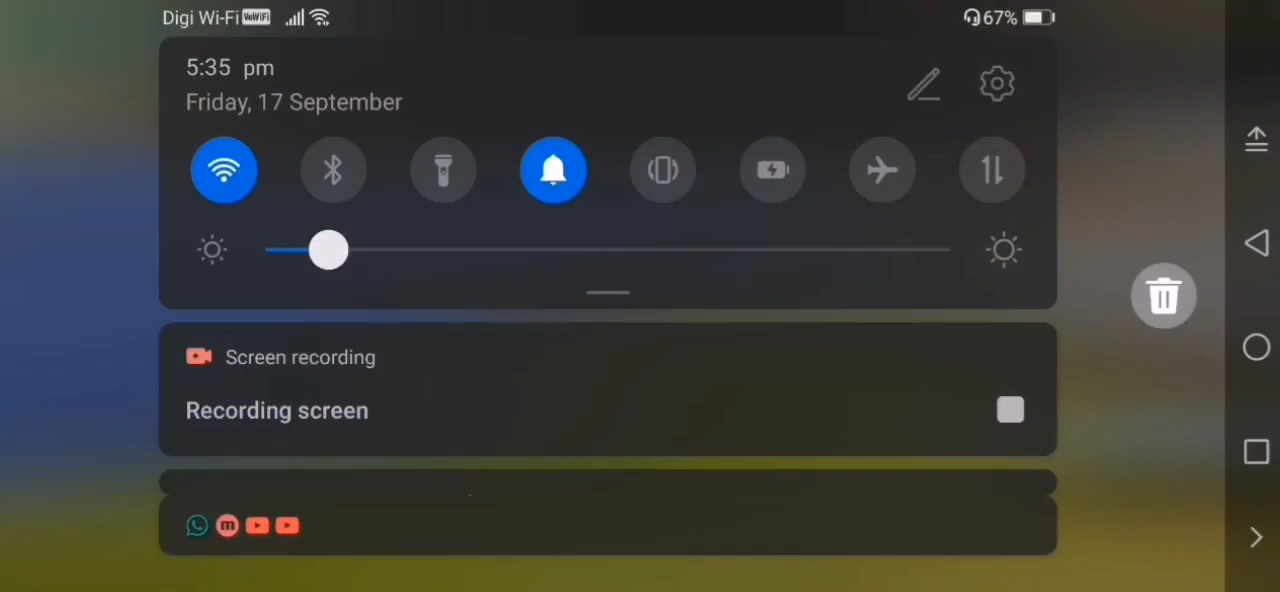 Digi Wi-Fi VoWiFi 67%
5:35 pm
Friday, 17 September
Screen recording
Recording screen
m